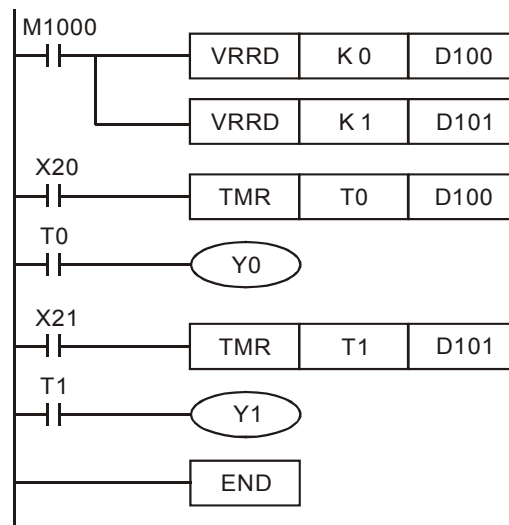 M1000
VRRD K 0 D100
VRRD K 1 D101
X20
TMR T0 D100
T0
Y0
X21
TMR T1 D101
T1
Y1
END